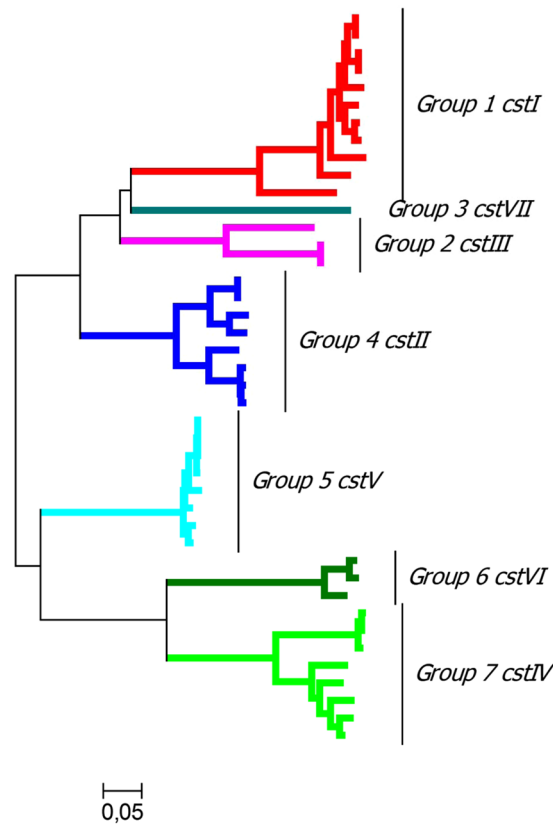 Group 1 cstI
Group 3 cstVII
Group 2 cstIII
Group 4 cstII
Group 5 cstV
Group 6 cstVI
Group 7 cstIV
0,05